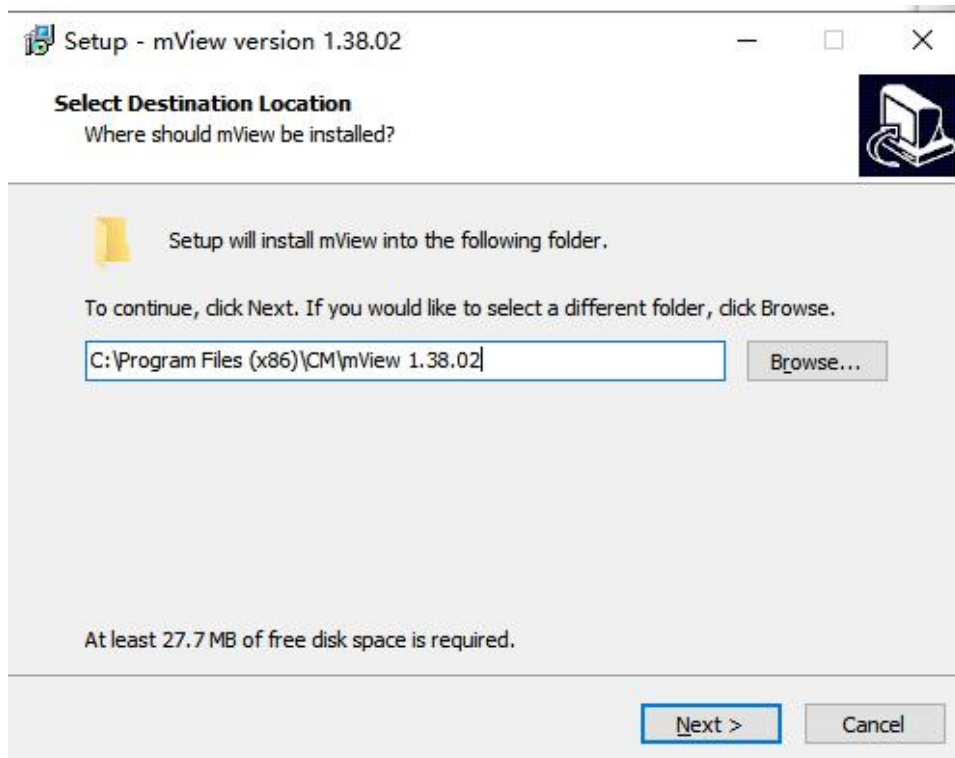 Setup - mView version 1.38.02
Select Destination Location
Where should mView be installed?
Setup will install mView into the following folder.
To continue, click Next. If you would like to select a different folder, click Browse.
C:\Program Files (x86)\CM\mView 1.38.02
Browse...
At least 27.7 MB of free disk space is required.
Next >
Cancel